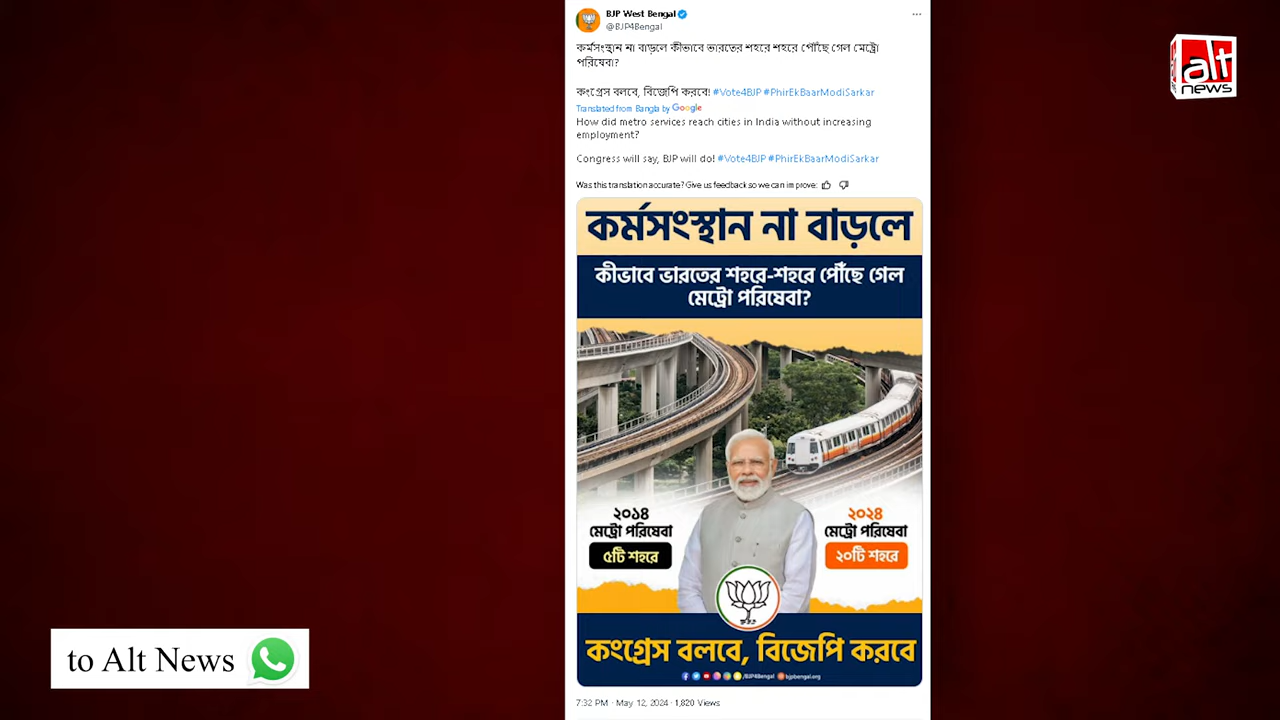 BJP West Bengal
@BJP4Bengal
কর্মসংস্থান না বাড়লে কীভাবে ভারতের শহরে শহরে পৌঁছে গেল মেট্রো
পরিষেবা?
কংগ্রেস বলবে, বিজেপি করবে! #Vote4BJP #PhirEkBaarModiSarkar
Translated from Bangla by Google
How did metro services reach cities in India without increasing
employment?
Congress will say, BJP will do! #Vote4BJP #PhirEkBaarModiSarkar
Was this translation accurate? Give us feedback so we can improve:
alt
news
কর্মসংস্থান না বাড়লে
কীভাবে ভারতের শহরে-শহরে পৌঁছে গেল
মেট্রো পরিষেবা?
২০১৪
মেট্রো পরিষেবা
৫টি শহরে
২০২৪
মেট্রো পরিষেবা
২০টি শহরে
কংগ্রেস বলবে, বিজেপি করবে
/BJP4Bengal bjpbengal.org
7:32 PM · May 12, 2024 · 1,820 Views
to Alt News